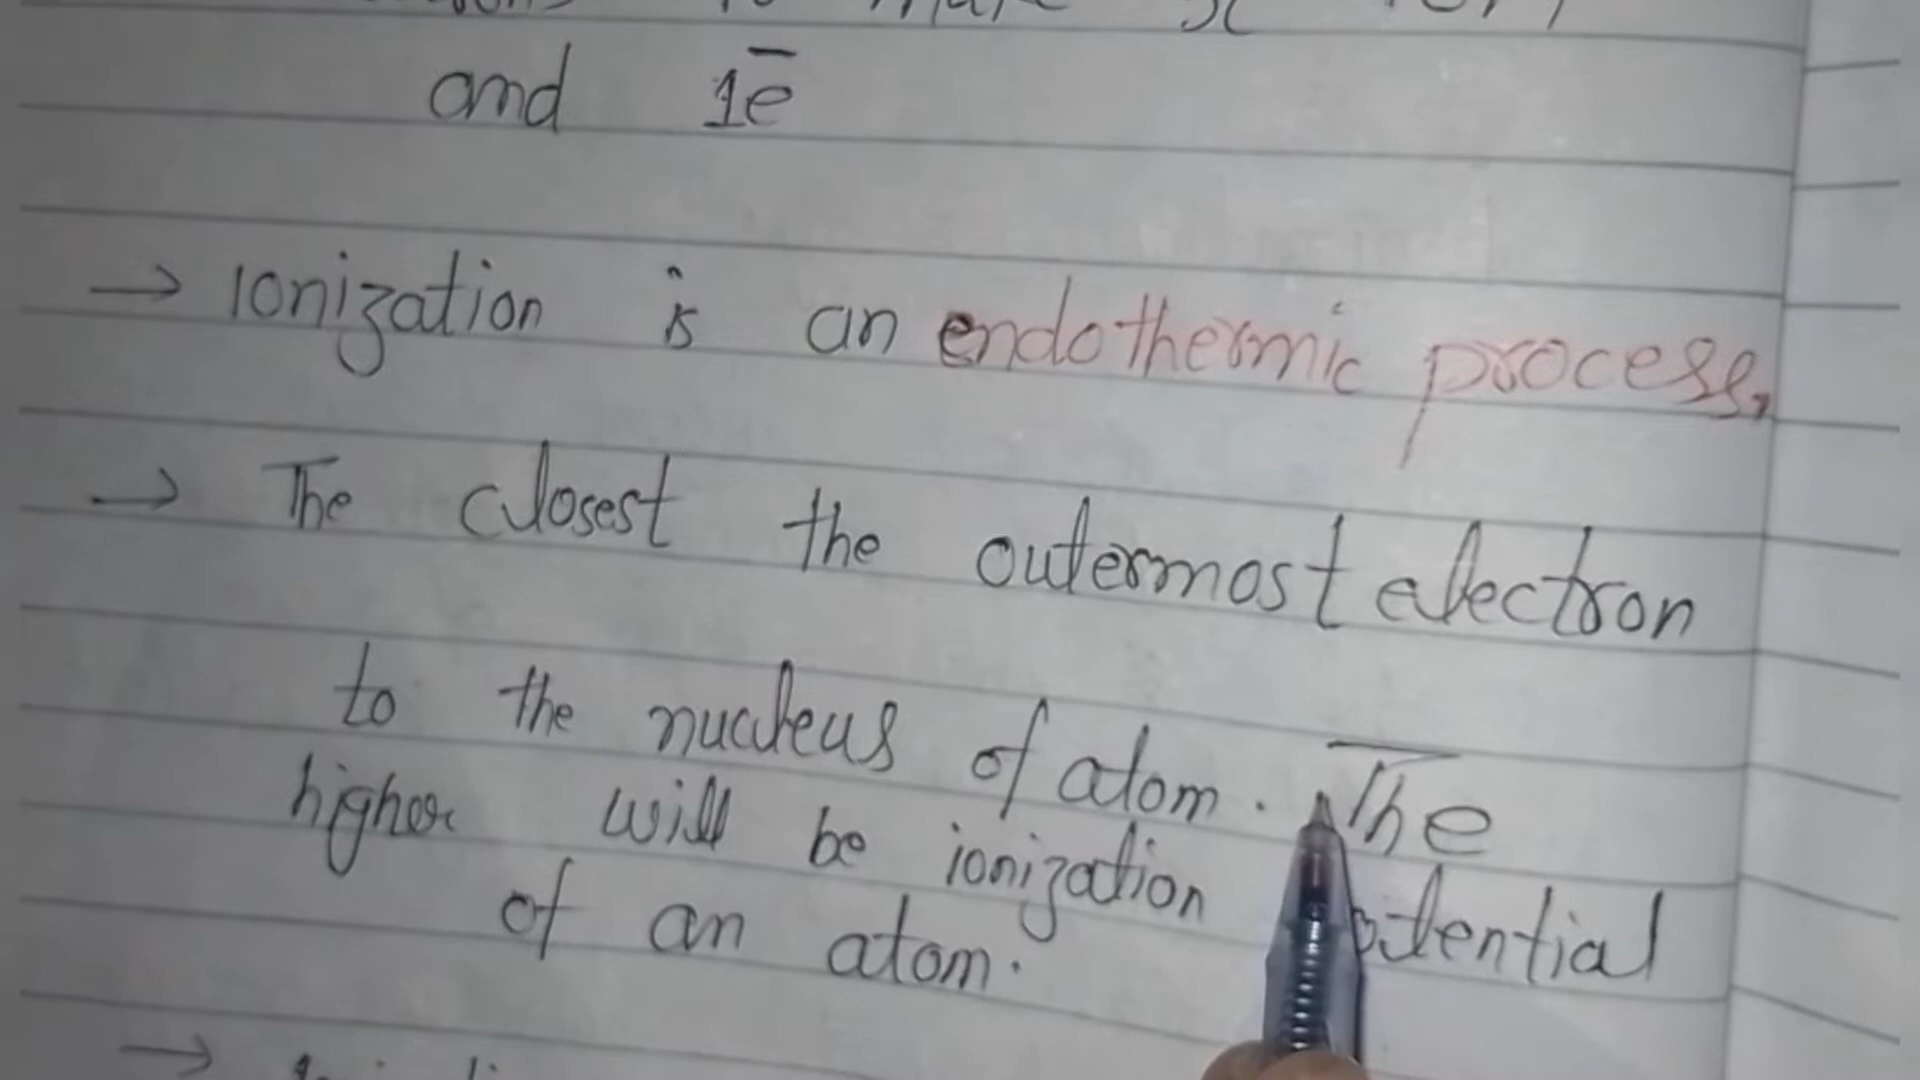 and 1e̅
→ Ionization is an endothermic process,
→ The closest the outermost electron
to the nucleus of atom. The
higher will be ionization potential
of an atom.
→